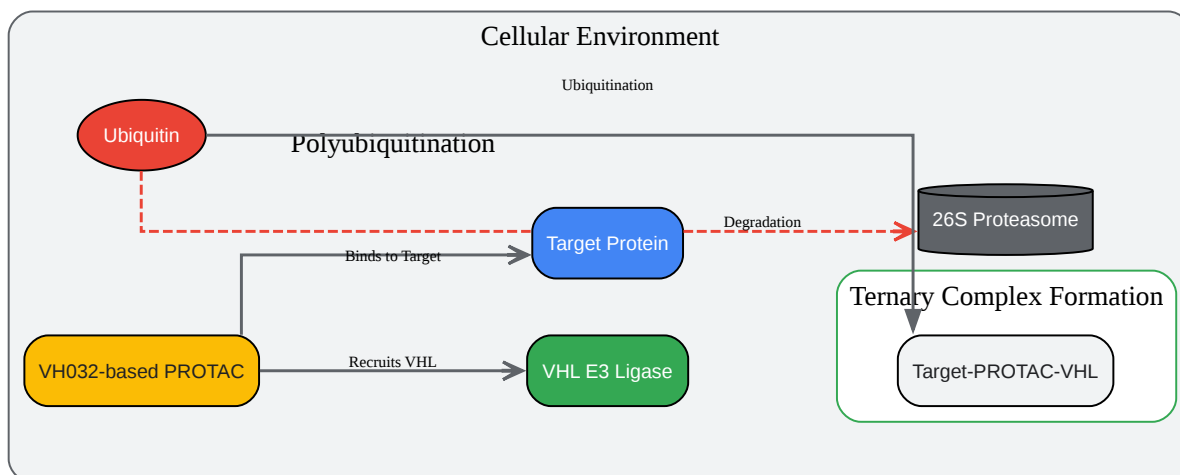 Cellular Environment
Ubiquitination
Ubiquitin
Polyubiquitination
26S Proteasome
Degradation
Target Protein
Binds to Target
Ternary Complex Formation
Recruits VHL
VH032-based PROTAC
VHL E3 Ligase
Target-PROTAC-VHL